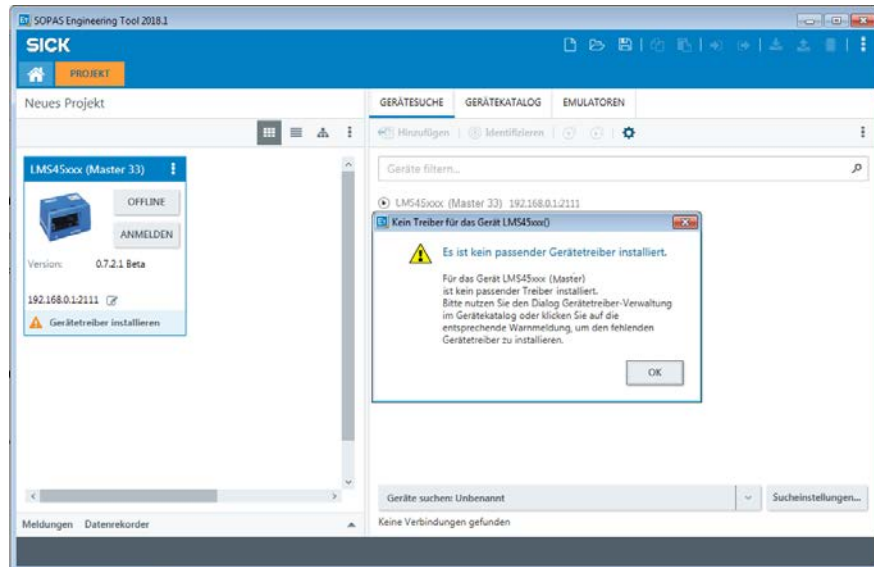 SOPAS Engineering Tool 2018.1
SICK
PROJEKT
Neues Projekt
GERÄTESUCHE GERÄTEKATALOG EMULATOREN
Hinzufügen Identifizieren
LMS45xxx (Master 33)
OFFLINE
ANMELDEN
Version: 0.7.2.1 Beta
192.168.0.1:2111
Gerätetreiber installieren
Geräte filtern...
LMS45xxx (Master 33) 192.168.0.1:2111
Kein Treiber für das Gerät LMS45xxx()
Es ist kein passender Gerätetreiber installiert.
Für das Gerät LMS45xxx (Master)
ist kein passender Treiber installiert.
Bitte nutzen Sie den Dialog Gerätetreiber-Verwaltung
im Gerätekatalog oder klicken Sie auf die
entsprechende Warnmeldung, um den fehlenden
Gerätetreiber zu installieren.
OK
Geräte suchen: Unbenannt
Sucheinstellungen...
Meldungen Datenrekorder
Keine Verbindungen gefunden